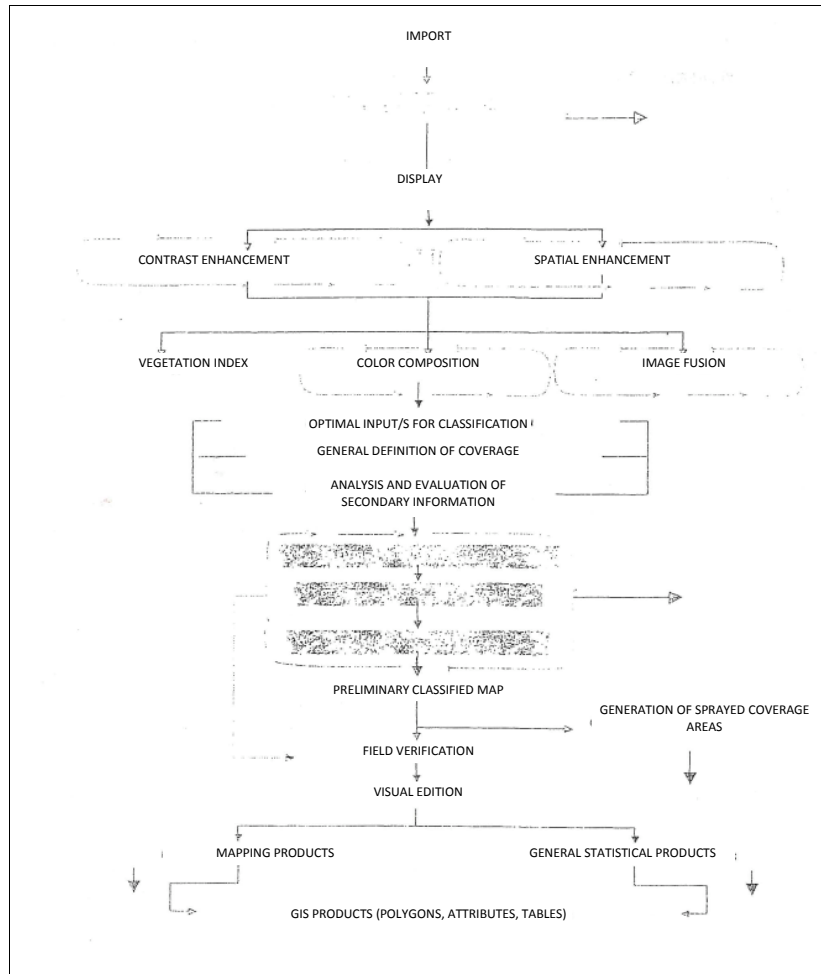 IMPORT
DISPLAY
CONTRAST ENHANCEMENT
SPATIAL ENHANCEMENT
VEGETATION INDEX
COLOR COMPOSITION
IMAGE FUSION
OPTIMAL INPUT/S FOR CLASSIFICATION
GENERAL DEFINITION OF COVERAGE
ANALYSIS AND EVALUATION OF
SECONDARY INFORMATION
PRELIMINARY CLASSIFIED MAP
GENERATION OF SPRAYED COVERAGE
AREAS
FIELD VERIFICATION
VISUAL EDITION
MAPPING PRODUCTS
GENERAL STATISTICAL PRODUCTS
GIS PRODUCTS (POLYGONS, ATTRIBUTES, TABLES)